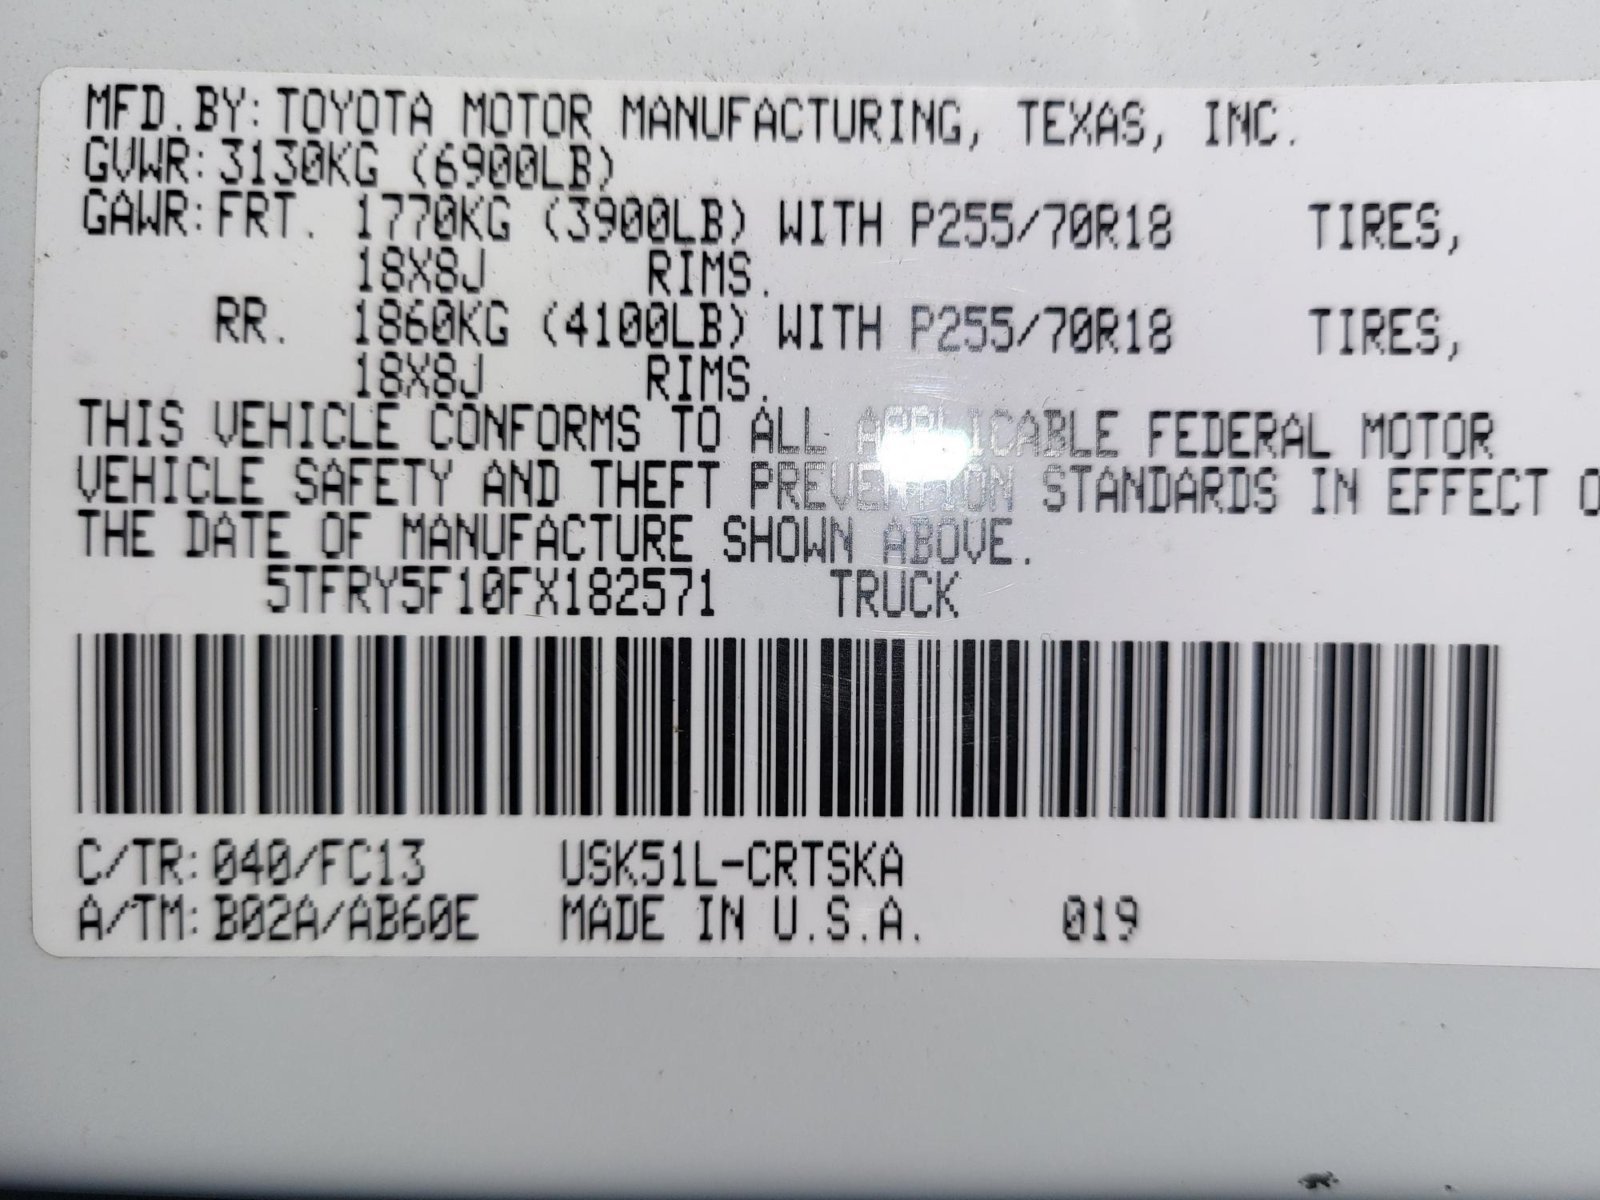 MFD.BY: TOYOTA MOTOR MANUFACTURING, TEXAS, INC.
GVWR: 3130KG (6900LB)
GAWR: FRT. 1770KG (3900LB) WITH P255/70R18 TIRES,
18X8J RIMS.
RR. 1860KG (4100LB) WITH P255/70R18 TIRES,
18X8J RIMS.
THIS VEHICLE CONFORMS TO ALL APPLICABLE FEDERAL MOTOR
VEHICLE SAFETY AND THEFT PREVENTION STANDARDS IN EFFECT O
THE DATE OF MANUFACTURE SHOWN ABOVE.
5TFRY5F10FX182571 TRUCK
C/TR: 040/FC13 USK51L-CRTSKA
A/TM: B02A/AB60E MADE IN U.S.A. 019